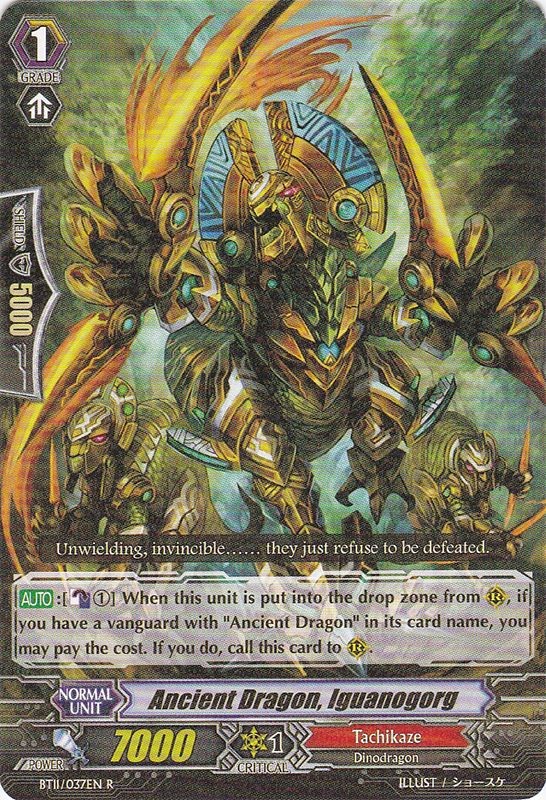 1
GRADE
SHIELD
5000
Unwielding, invincible…… they just refuse to be defeated.
AUTO:[①] When this unit is put into the drop zone from Ⓡ, if
you have a vanguard with "Ancient Dragon" in its card name, you
may pay the cost. If you do, call this card to Ⓡ.
NORMAL
UNIT
Ancient Dragon, Iguanogorg
POWER
7000
1
CRITICAL
Tachikaze
Dinodragon
BT11/037EN R
ILLUST / ショースケ